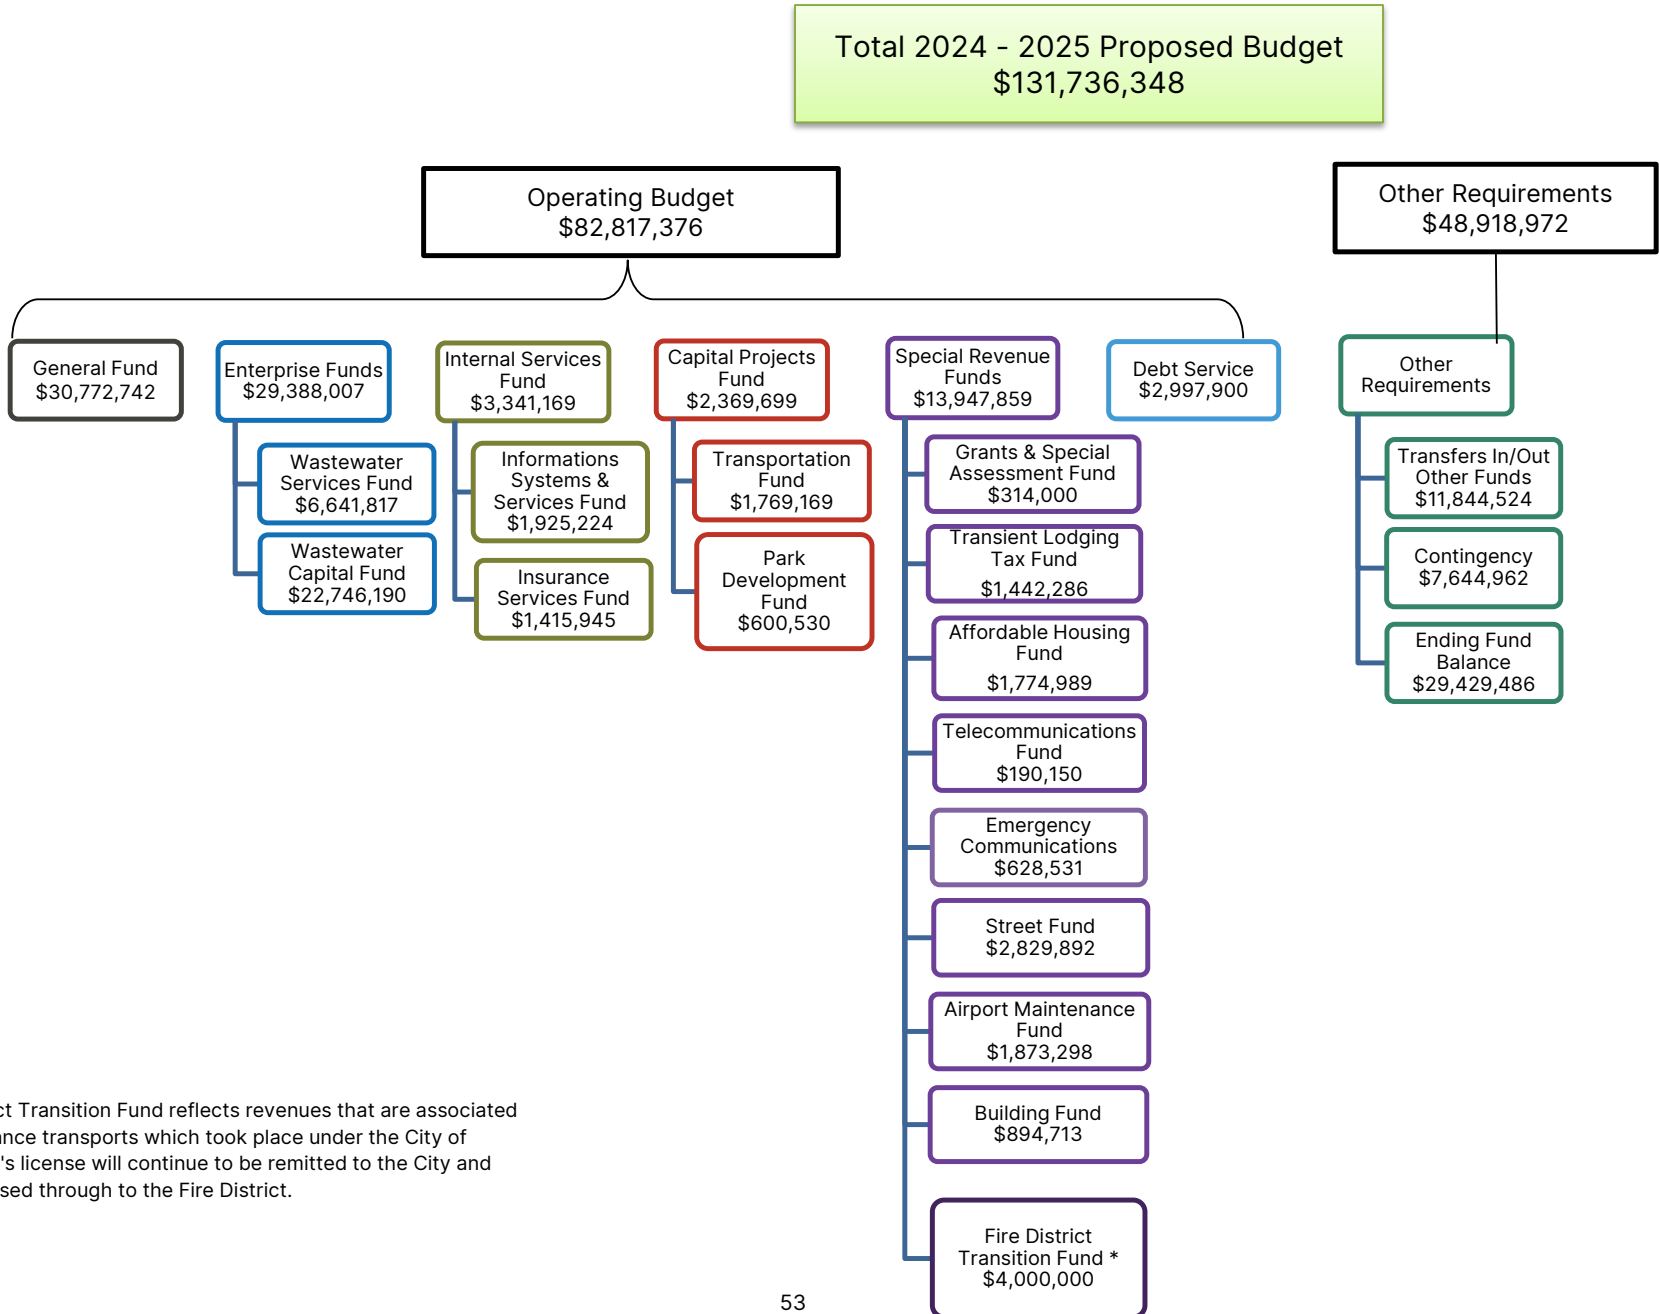 Total 2024 - 2025 Proposed Budget
$131,736,348
Operating Budget
$82,817,376
Other Requirements
$48,918,972
General Fund
$30,772,742
Enterprise Funds
$29,388,007
Wastewater
Services Fund
$6,641,817
Wastewater
Capital Fund
$22,746,190
Internal Services
Fund
$3,341,169
Informations
Systems &
Services Fund
$1,925,224
Insurance
Services Fund
$1,415,945
Capital Projects
Fund
$2,369,699
Transportation
Fund
$1,769,169
Park
Development
Fund
$600,530
Special Revenue
Funds
$13,947,859
Grants & Special
Assessment Fund
$314,000
Transient Lodging
Tax Fund
$1,442,286
Affordable Housing
Fund
$1,774,989
Telecommunications
Fund
$190,150
Emergency
Communications
$628,531
Street Fund
$2,829,892
Airport Maintenance
Fund
$1,873,298
Building Fund
$894,713
Fire District
Transition Fund *
$4,000,000
Debt Service
$2,997,900
Other
Requirements
Transfers In/Out
Other Funds
$11,844,524
Contingency
$7,644,962
Ending Fund
Balance
$29,429,486
Transition Fund reflects revenues that are associated
transports which took place under the City of
's license will continue to be remitted to the City and
through to the Fire District.
53